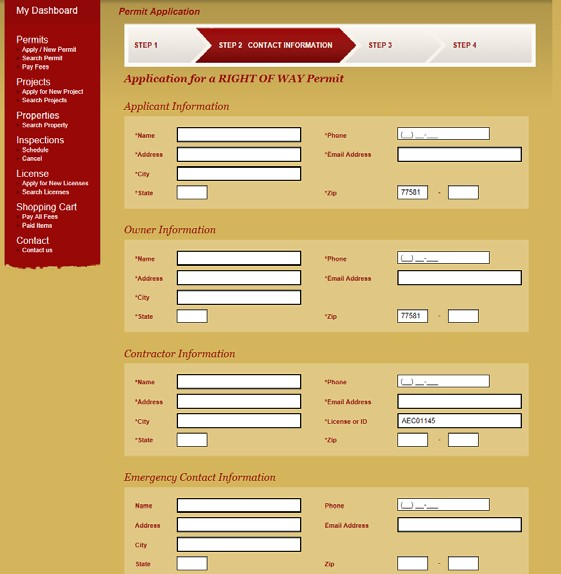 My Dashboard
Permits
Apply / New Permit
Search Permit
Pay Fees
Projects
Apply for New Project
Search Projects
Properties
Search Property
Inspections
Schedule
Cancel
License
Apply for New Licenses
Search Licenses
Shopping Cart
Pay All Fees
Paid Items
Contact
Contact us
Permit Application
STEP 1 STEP 2 CONTACT INFORMATION STEP 3 STEP 4
Application for a RIGHT OF WAY Permit
Applicant Information
*Name *Phone (__) __-___
*Address *Email Address
*City
*State *Zip 77581 -
Owner Information
*Name *Phone (__) __-___
*Address *Email Address
*City
*State *Zip 77581 -
Contractor Information
*Name *Phone (__) __-___
*Address *Email Address
*City *License or ID AEC01145
*State *Zip -
Emergency Contact Information
Name Phone (__) __-___
Address Email Address
City
State Zip -